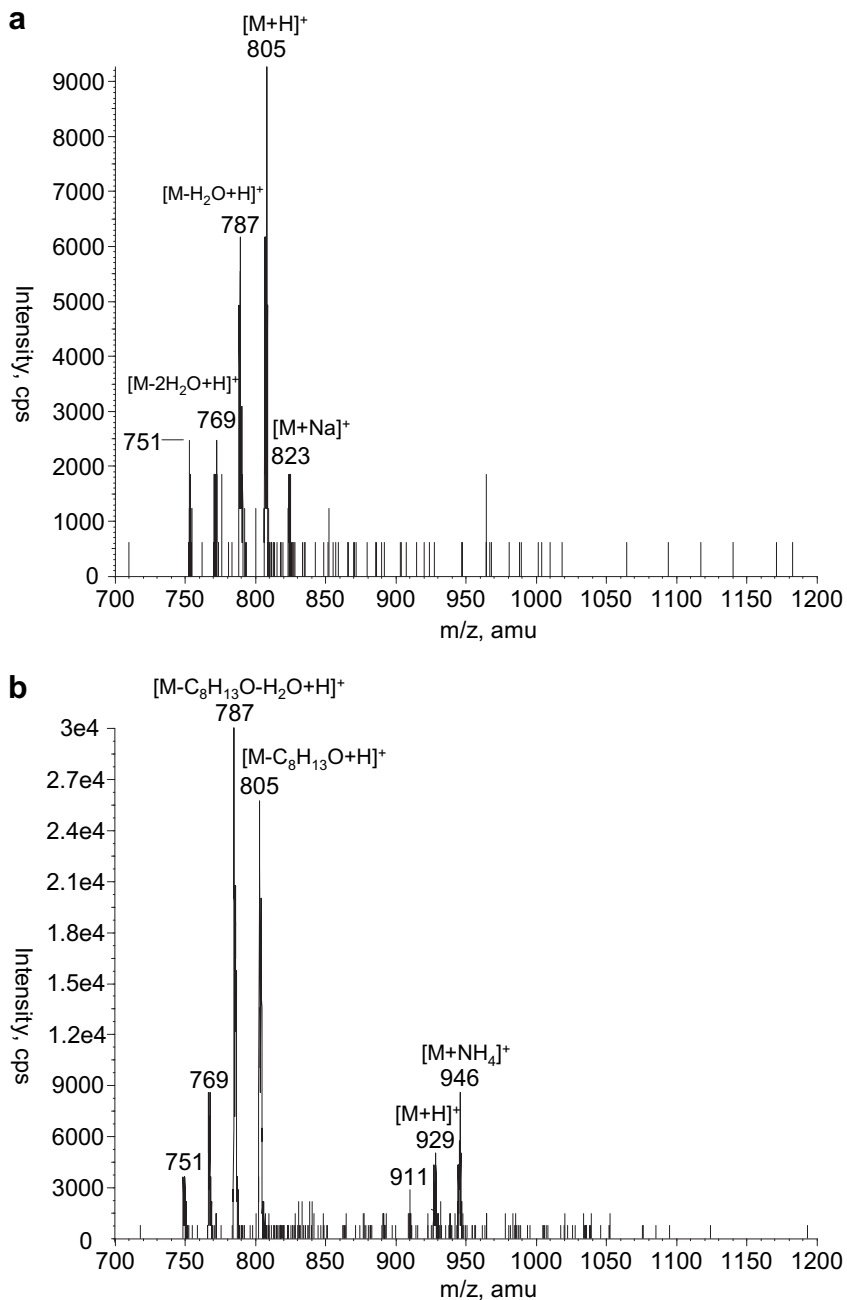 a
[M+H]+
805
9000
8000
7000
[M-H2O+H]+
787
6000
5000
4000
[M-2H2O+H]+
3000
769
[M+Na]+
751
823
2000
1000
0
Intensity, cps
700 750 800 850 900 950 1000 1050 1100 1150 1200
m/z, amu
b
[M-C8H13O-H2O+H]+
787
3e4
[M-C8H13O+H]+
805
2.7e4
2.4e4
2.1e4
1.8e4
1.5e4
1.2e4
[M+NH4]+
946
9000
769
[M+H]+
929
6000
751
911
3000
0
Intensity, cps
700 750 800 850 900 950 1000 1050 1100 1150 1200
m/z, amu